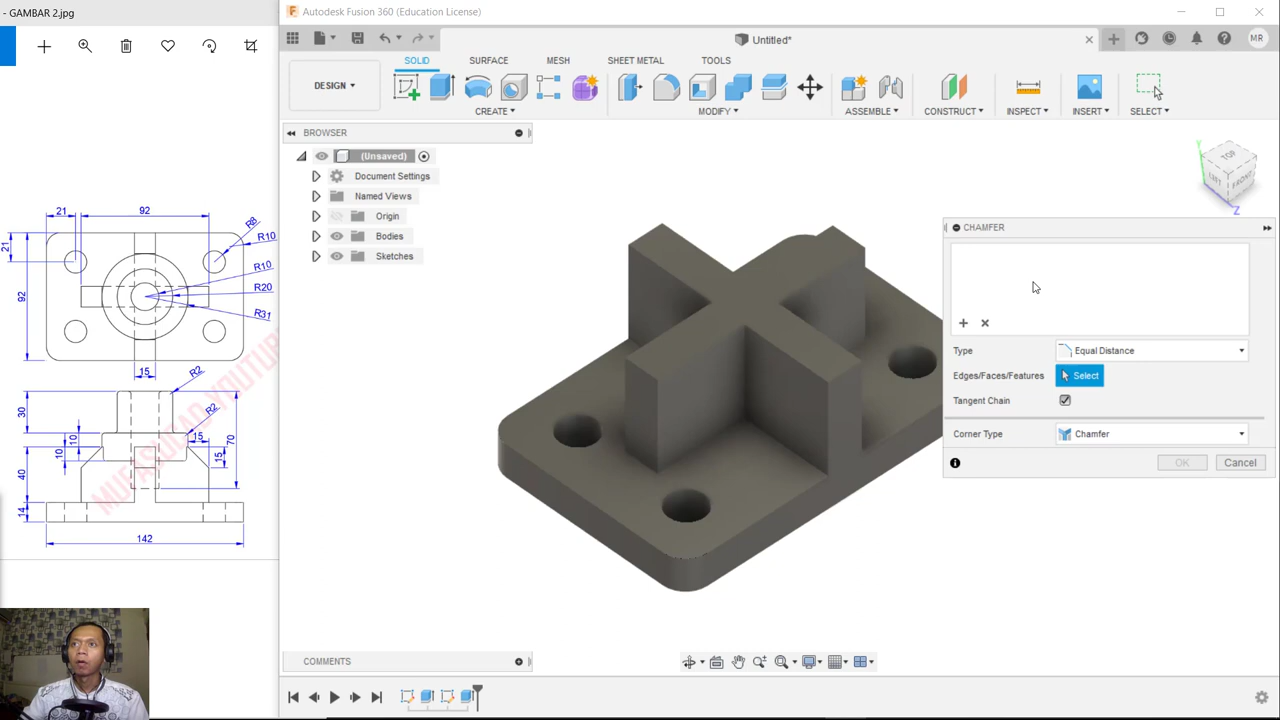 - GAMBAR 2.jpg
Autodesk Fusion 360 (Education License)
Untitled*
MR
DESIGN
SOLID
SURFACE
MESH
SHEET METAL
TOOLS
CREATE
MODIFY
ASSEMBLE
CONSTRUCT
INSPECT
INSERT
SELECT
BROWSER
(Unsaved)
Document Settings
Named Views
Origin
Bodies
Sketches
TOP
LEFT
FRONT
Y
Z
CHAMFER
Type
Equal Distance
Edges/Faces/Features
Select
Tangent Chain
Corner Type
Chamfer
OK
Cancel
21
92
R8
R10
21
R10
92
R20
R31
15
R2
30
R2
10
15
70
10
15
40
14
142
COMMENTS